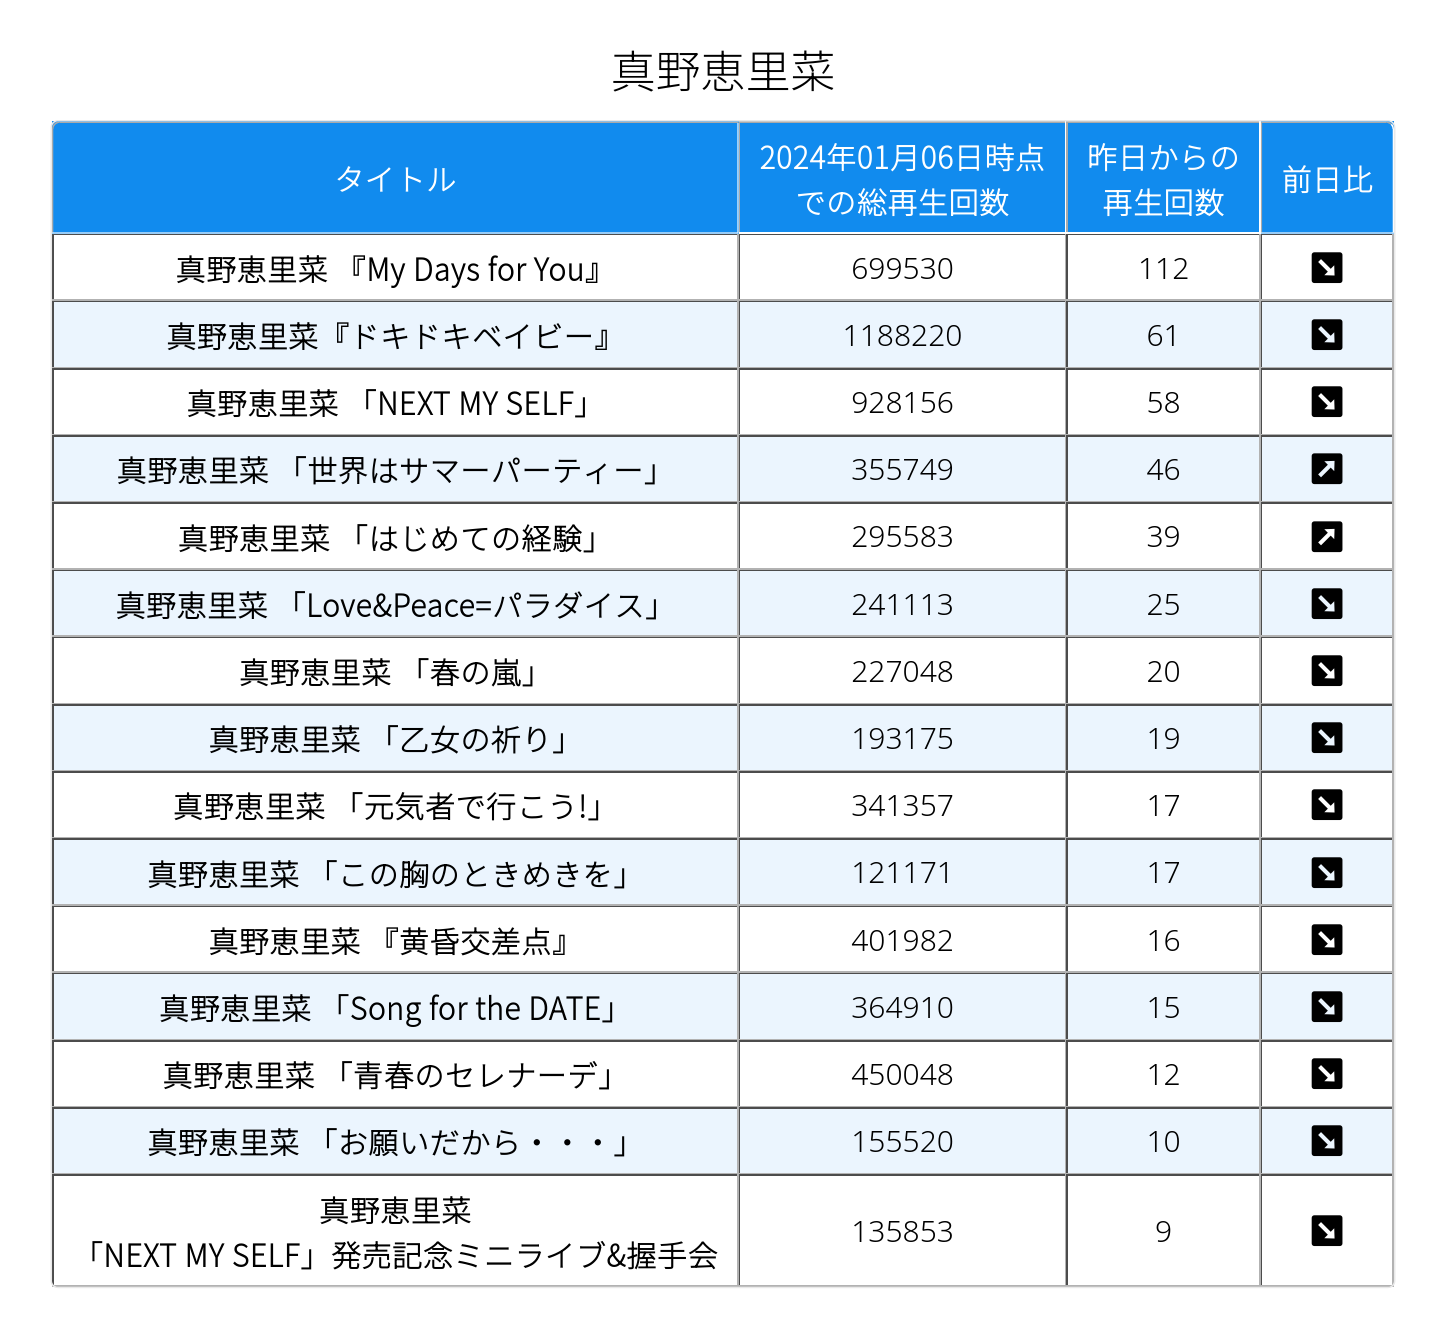 真野恵里菜
タイトル
2024年01月06日時点
での総再生回数
昨日からの
再生回数
前日比
真野恵里菜 『My Days for You』 699530 112 ↘
真野恵里菜『ドキドキベイビー』 1188220 61 ↘
真野恵里菜 「NEXT MY SELF」 928156 58 ↘
真野恵里菜 「世界はサマーパーティー」 355749 46 ↗
真野恵里菜 「はじめての経験」 295583 39 ↗
真野恵里菜 「Love&Peace=パラダイス」 241113 25 ↘
真野恵里菜 「春の嵐」 227048 20 ↘
真野恵里菜 「乙女の祈り」 193175 19 ↘
真野恵里菜 「元気者で行こう!」 341357 17 ↘
真野恵里菜 「この胸のときめきを」 121171 17 ↘
真野恵里菜 『黄昏交差点』 401982 16 ↘
真野恵里菜 「Song for the DATE」 364910 15 ↘
真野恵里菜 「青春のセレナーデ」 450048 12 ↘
真野恵里菜 「お願いだから・・・」 155520 10 ↘
真野恵里菜
「NEXT MY SELF」発売記念ミニライブ&握手会 135853 9 ↘